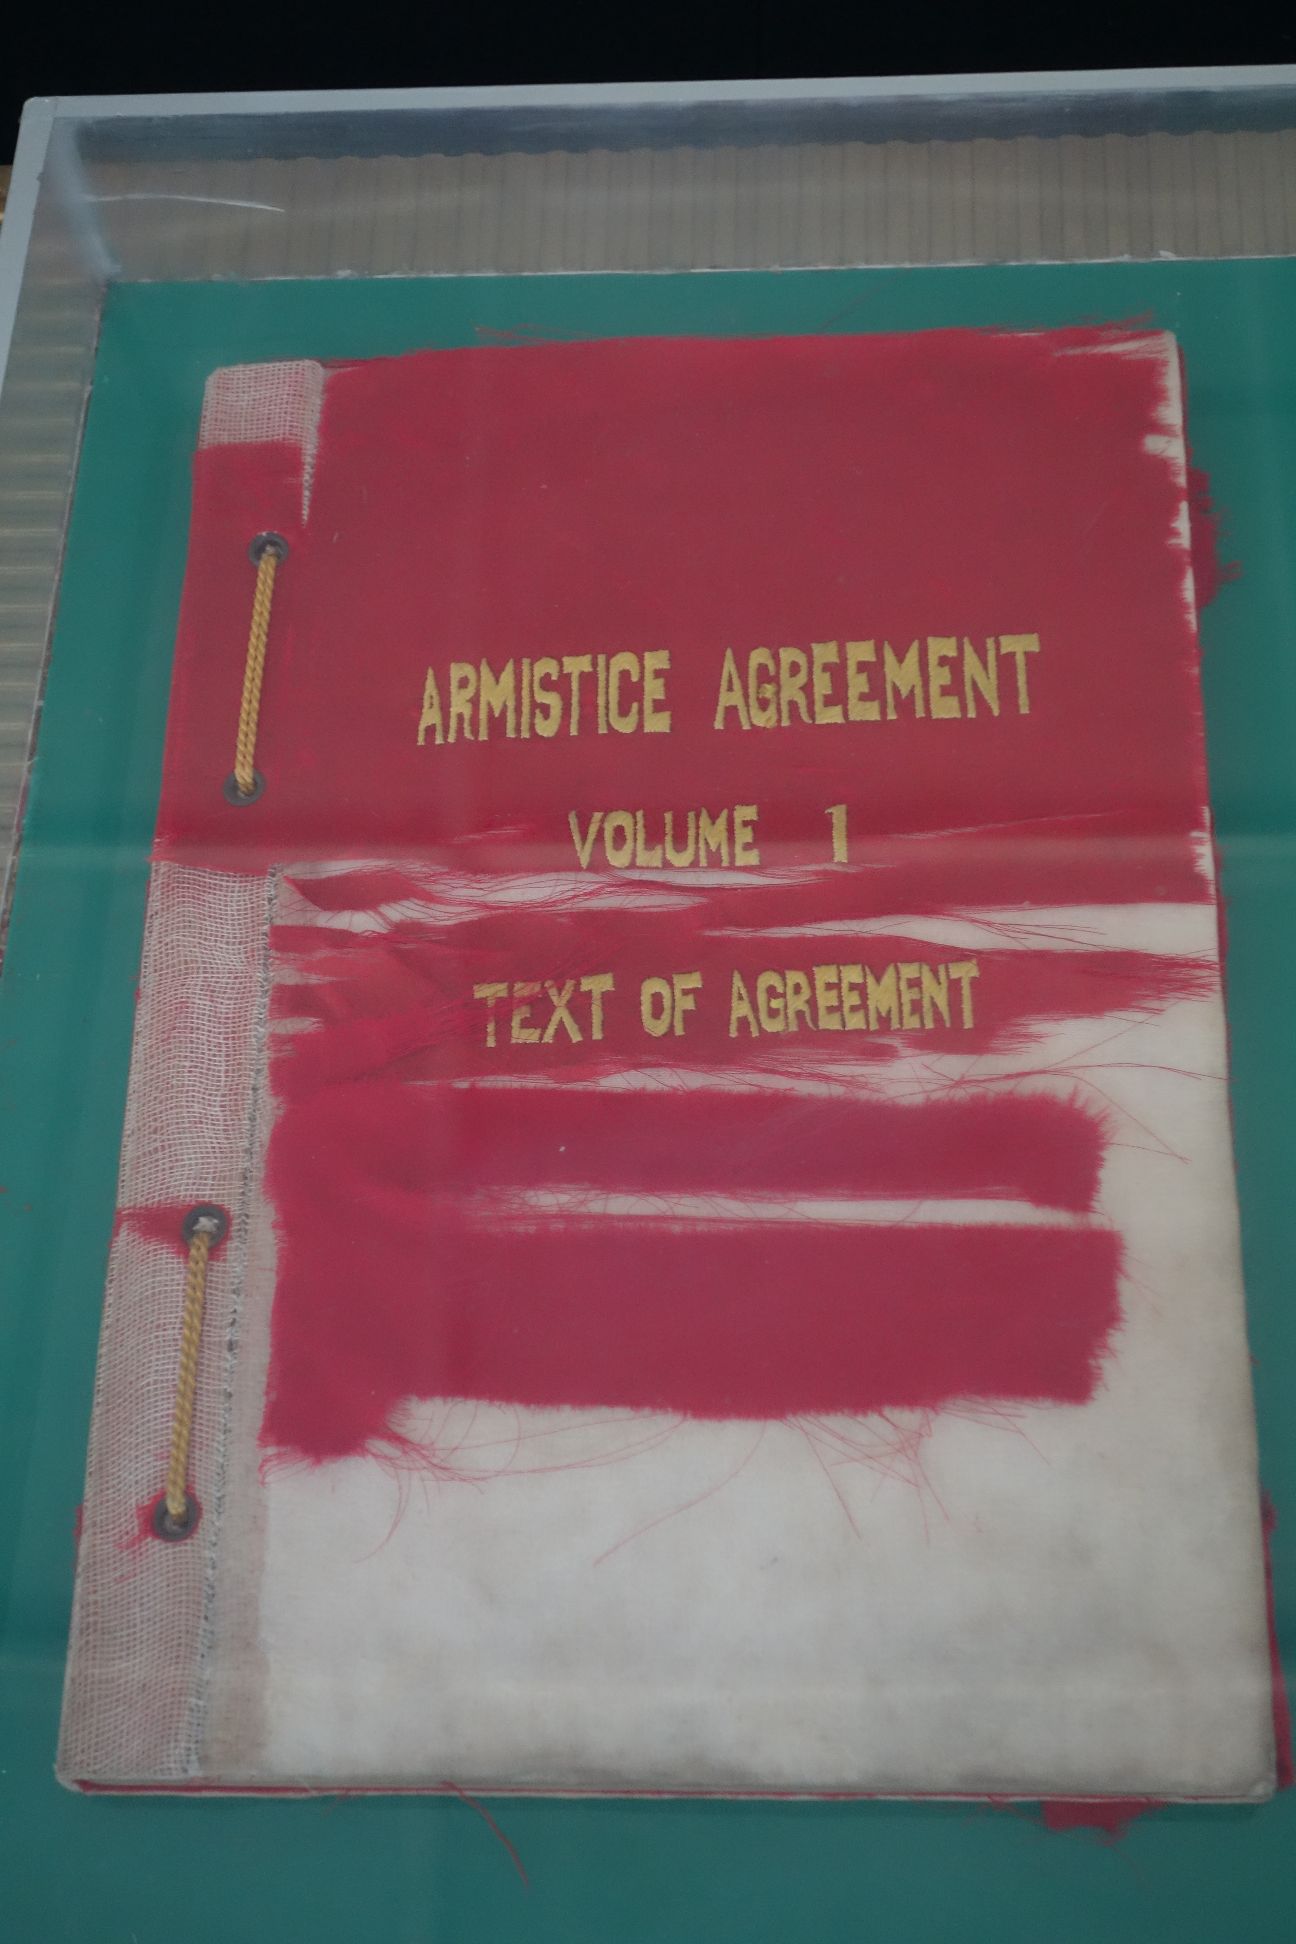 ARMISTICE AGREEMENT
VOLUME 1
TEXT OF AGREEMENT